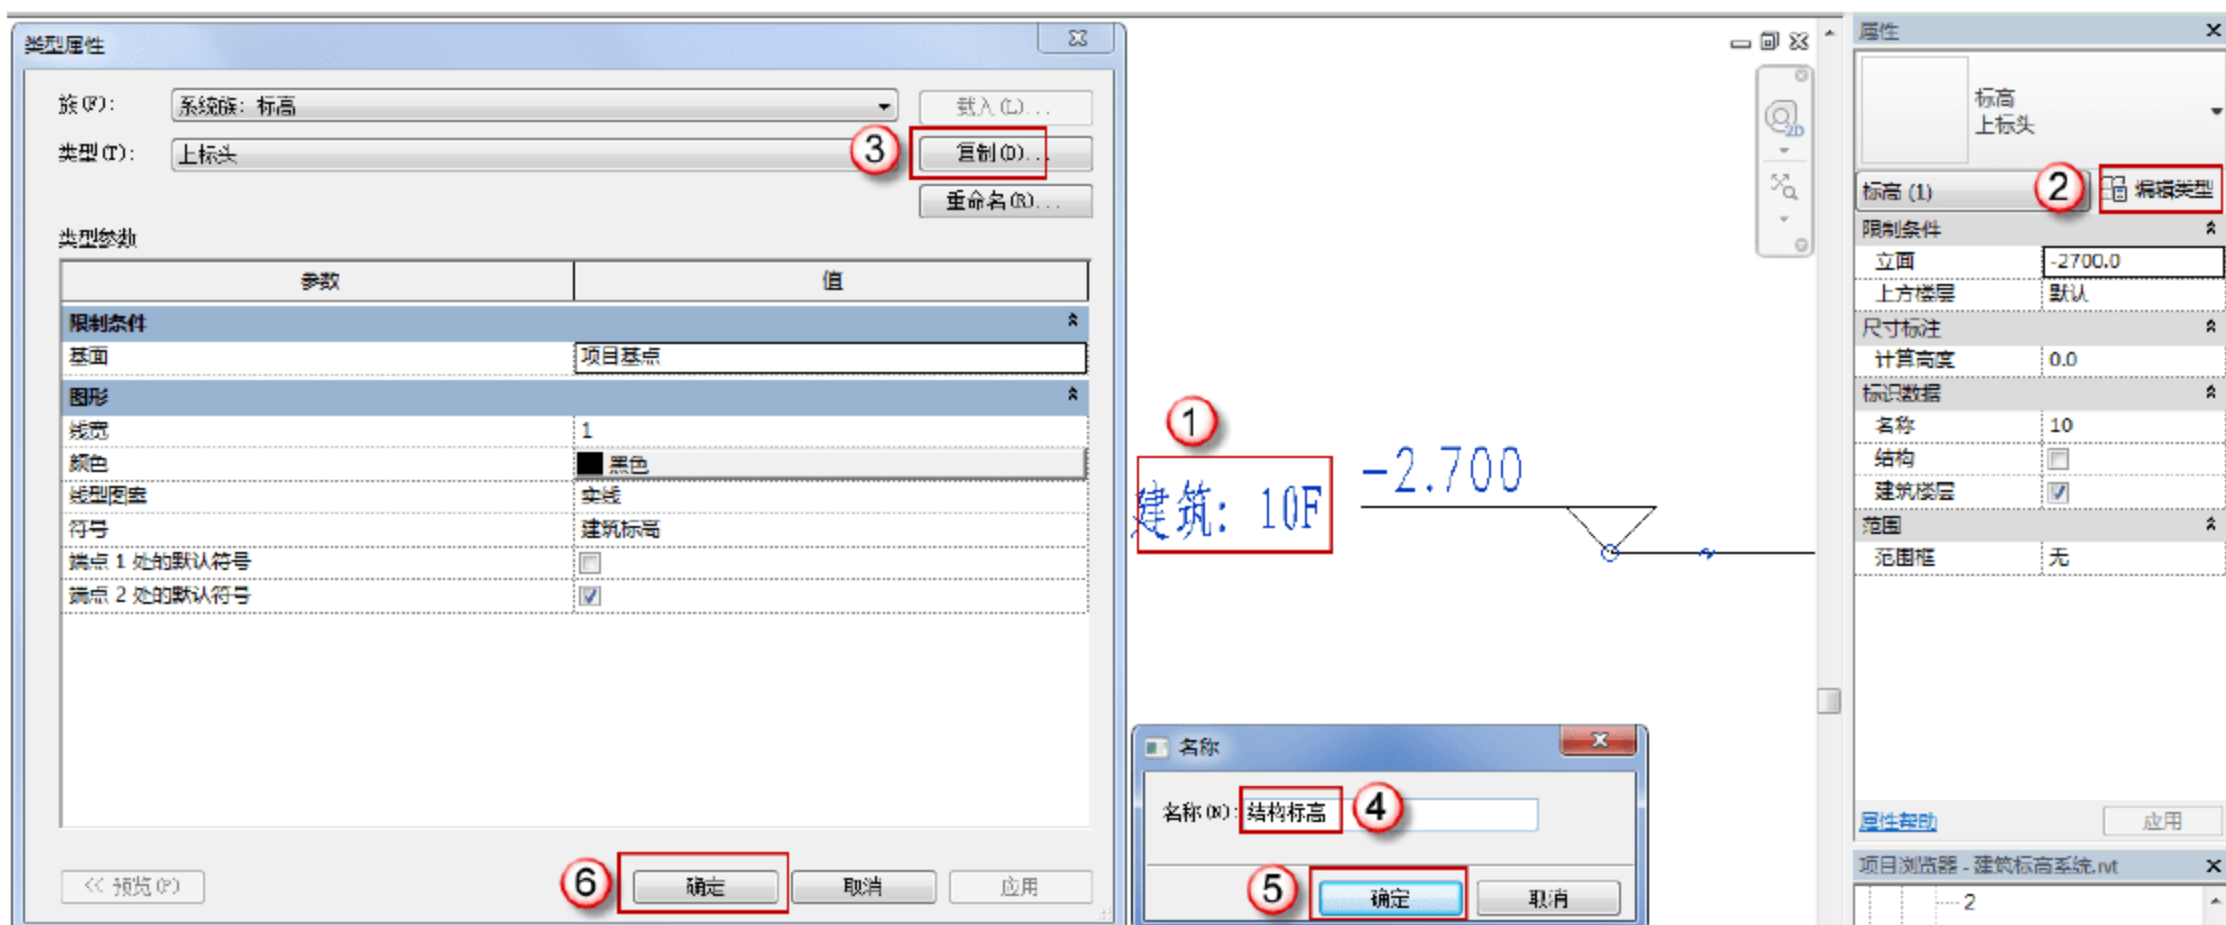 类型属性
族(F):
系统族: 标高
载入(L)...
类型(T):
上标头
3
复制(D)...
重命名(R)...
类型参数
参数
值
限制条件
基面
项目基点
图形
线宽
1
颜色
黑色
线型图案
实线
符号
建筑标高
端点 1 处的默认符号
端点 2 处的默认符号
<< 预览(P)
6
确定
取消
应用
2D
1
建筑: 10F
-2.700
名称
名称(N):
结构标高
4
5
确定
取消
属性
标高
上标头
标高 (1)
2
编辑类型
限制条件
立面
-2700.0
上方楼层
默认
尺寸标注
计算高度
0.0
标识数据
名称
10
结构
建筑楼层
范围
范围框
无
属性帮助
应用
项目浏览器 - 建筑标高系统.rvt
2